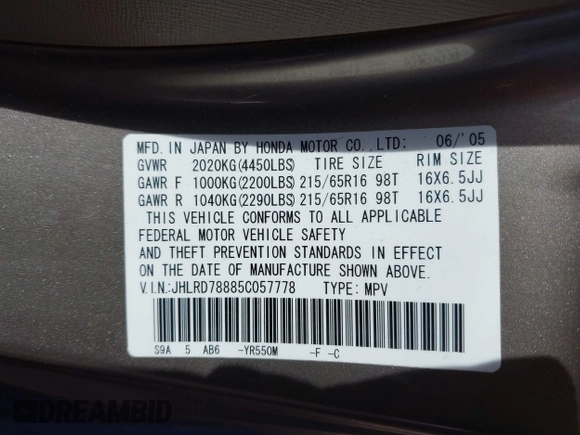 MFD. IN JAPAN BY HONDA MOTOR CO., LTD: 06/'05
GVWR 2020KG(4450LBS) TIRE SIZE RIM SIZE
GAWR F 1000KG(2200LBS) 215/65R16 98T 16X6.5JJ
GAWR R 1040KG(2290LBS) 215/65R16 98T 16X6.5JJ
THIS VEHICLE CONFORMS TO ALL APPLICABLE
FEDERAL MOTOR VEHICLE SAFETY
AND THEFT PREVENTION STANDARDS IN EFFECT
ON THE DATE OF MANUFACTURE SHOWN ABOVE.
V.I.N.:JHLRD78885C057778 TYPE: MPV
S9A 5 AB6 -YR550M -F -C
DREAMBID